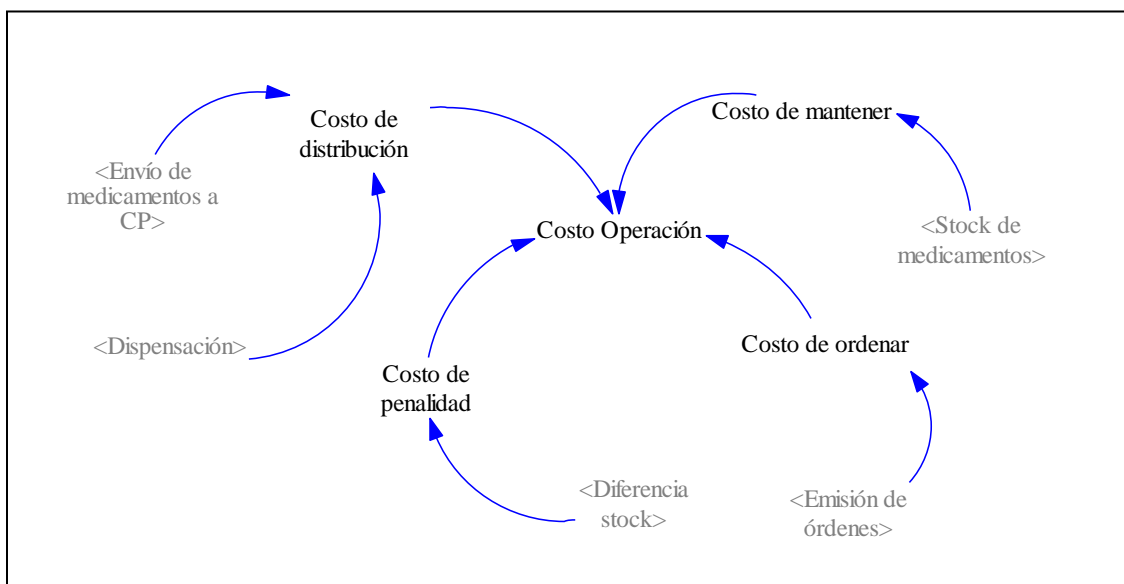 Costo de
distribución
Costo de mantener
<Envío de
medicamentos a
CP>
Costo Operación
<Stock de
medicamentos>
<Dispensación>
Costo de ordenar
Costo de
penalidad
<Diferencia
stock>
<Emisión de
órdenes>